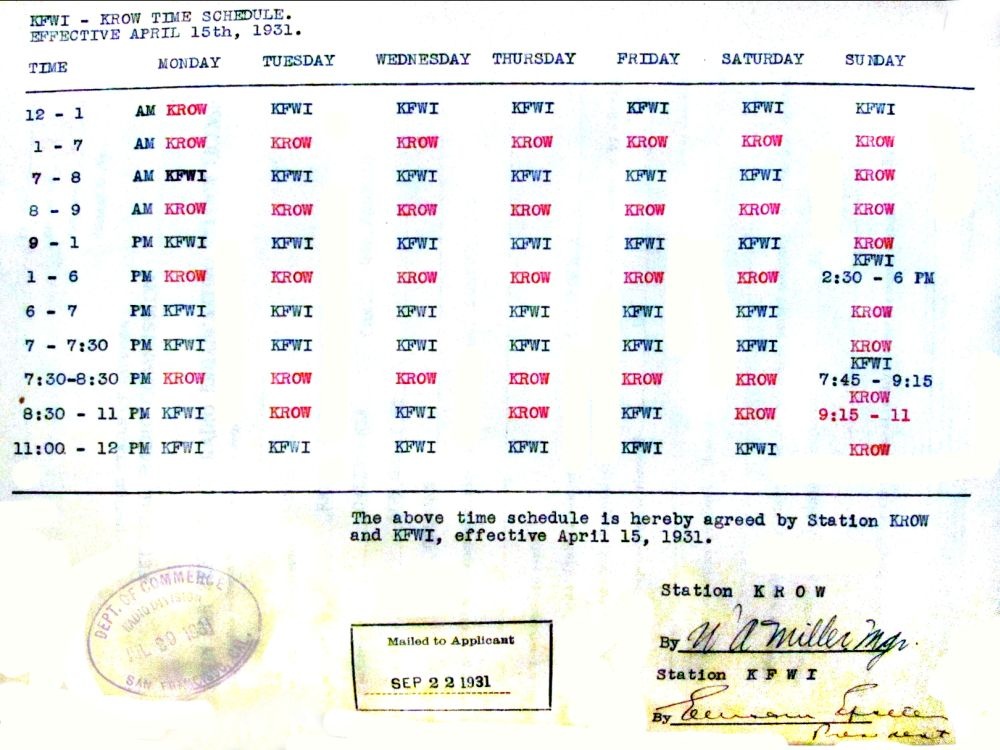 KFWI - KROW TIME SCHEDULE.
EFFECTIVE APRIL 15th, 1931.
TIME MONDAY TUESDAY WEDNESDAY THURSDAY FRIDAY SATURDAY SUNDAY
12 - 1 AM KROW KFWI KFWI KFWI KFWI KFWI KFWI
1 - 7 AM KROW KROW KROW KROW KROW KROW KROW
7 - 8 AM KFWI KFWI KFWI KFWI KFWI KFWI KROW
8 - 9 AM KROW KROW KROW KROW KROW KROW KROW
9 - 1 PM KFWI KFWI KFWI KFWI KFWI KFWI KROW
KFWI
1 - 6 PM KROW KROW KROW KROW KROW KROW 2:30 - 6 PM
6 - 7 PM KFWI KFWI KFWI KFWI KFWI KFWI KROW
7 - 7:30 PM KFWI KFWI KFWI KFWI KFWI KFWI KROW
KFWI
7:30-8:30 PM KROW KROW KROW KROW KROW KROW 7:45 - 9:15
KROW
8:30 - 11 PM KFWI KROW KFWI KROW KFWI KROW 9:15 - 11
11:00 - 12 PM KFWI KFWI KFWI KFWI KFWI KFWI KROW
The above time schedule is hereby agreed by Station KROW
and KFWI, effective April 15, 1931.
DEPT. OF COMMERCE
RADIO DIVISION
1931
SAN FRANCISCO, CAL.
Mailed to Applicant
SEP 22 1931
Station K R O W
By W A Miller Mgr.
Station K F W I
By
President